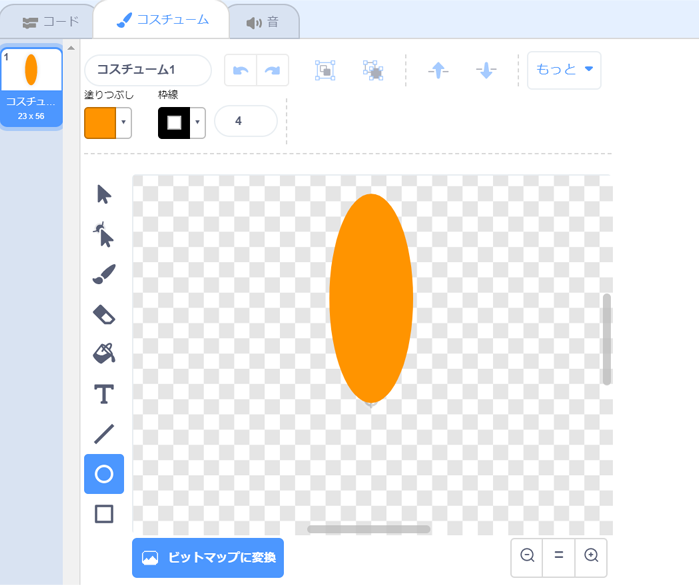 コード
コスチューム
音
1
コスチュ...
23 x 56
コスチューム1
もっと
塗りつぶし
枠線
4
T
ビットマップに変換